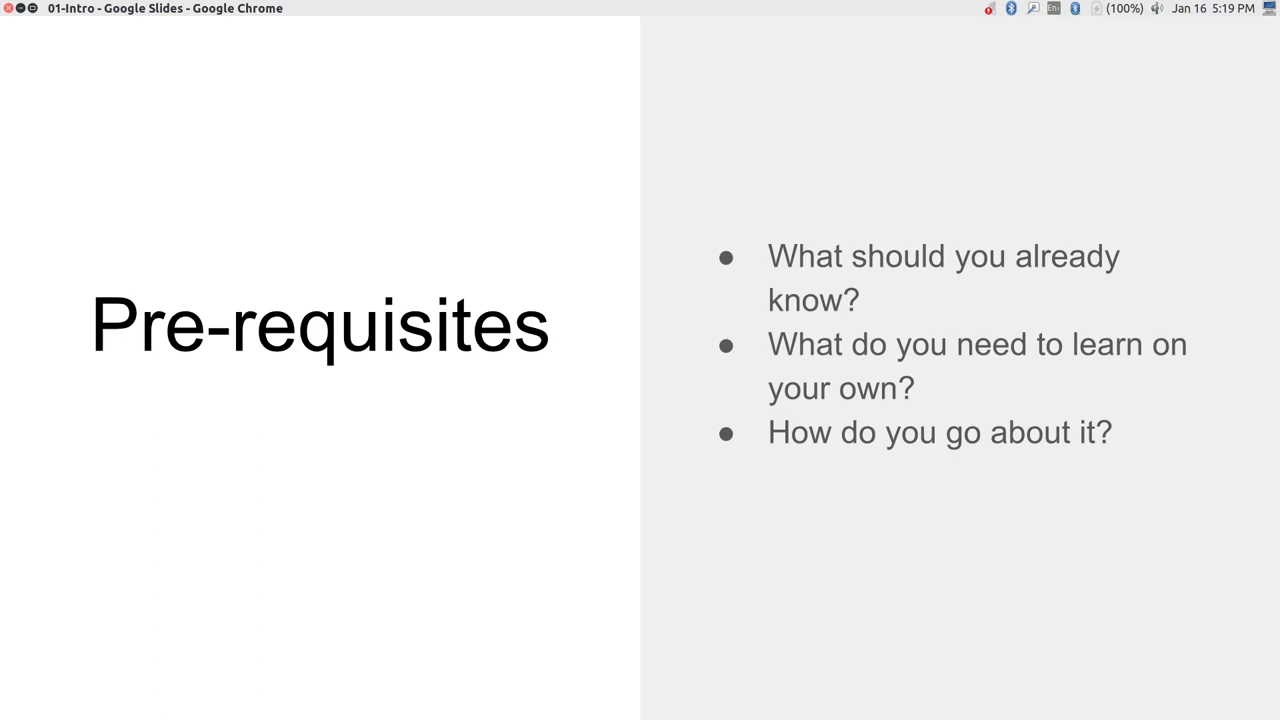 01-Intro - Google Slides - Google Chrome
En
(100%)
Jan 16 5:19 PM
Pre-requisites
● What should you already
know?
● What do you need to learn on
your own?
● How do you go about it?